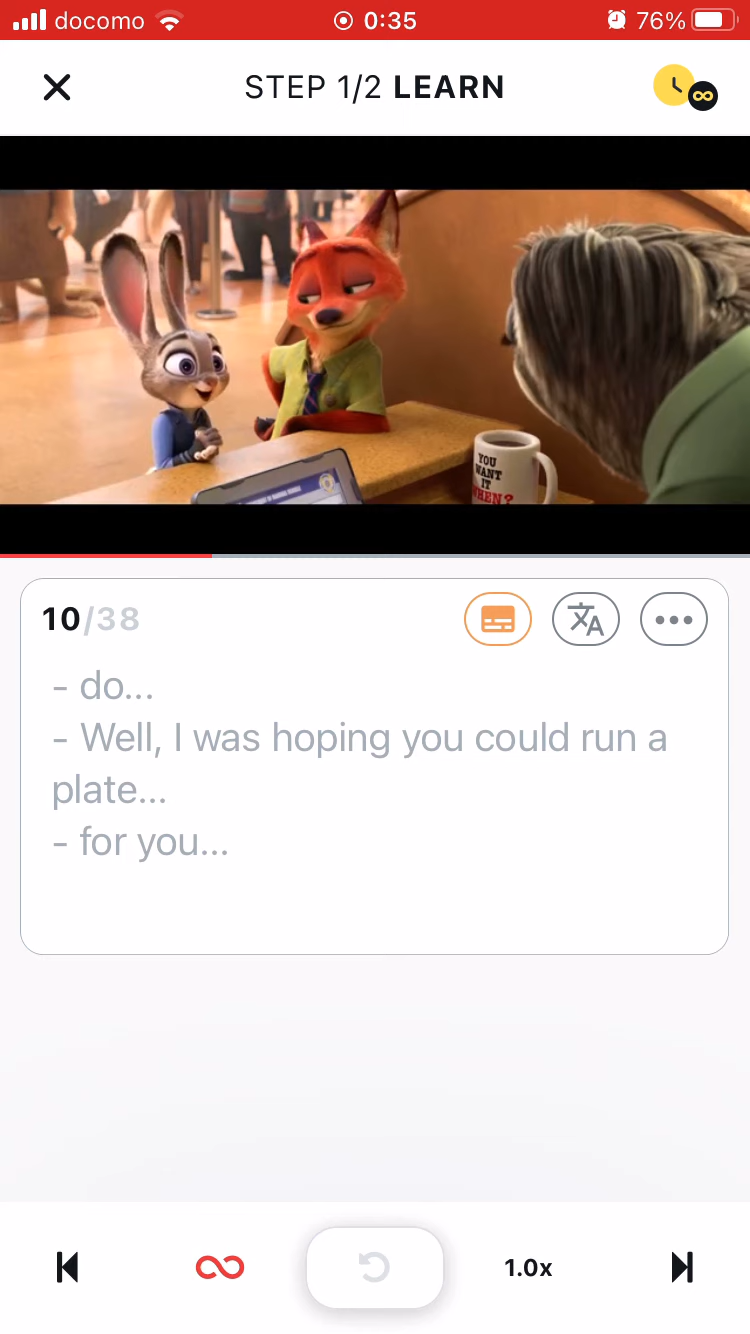 docomo 0:35 76%
STEP 1/2 LEARN
YOU
WANT
IT
WHEN?
10/38
- do...
- Well, I was hoping you could run a
plate...
- for you...
1.0x